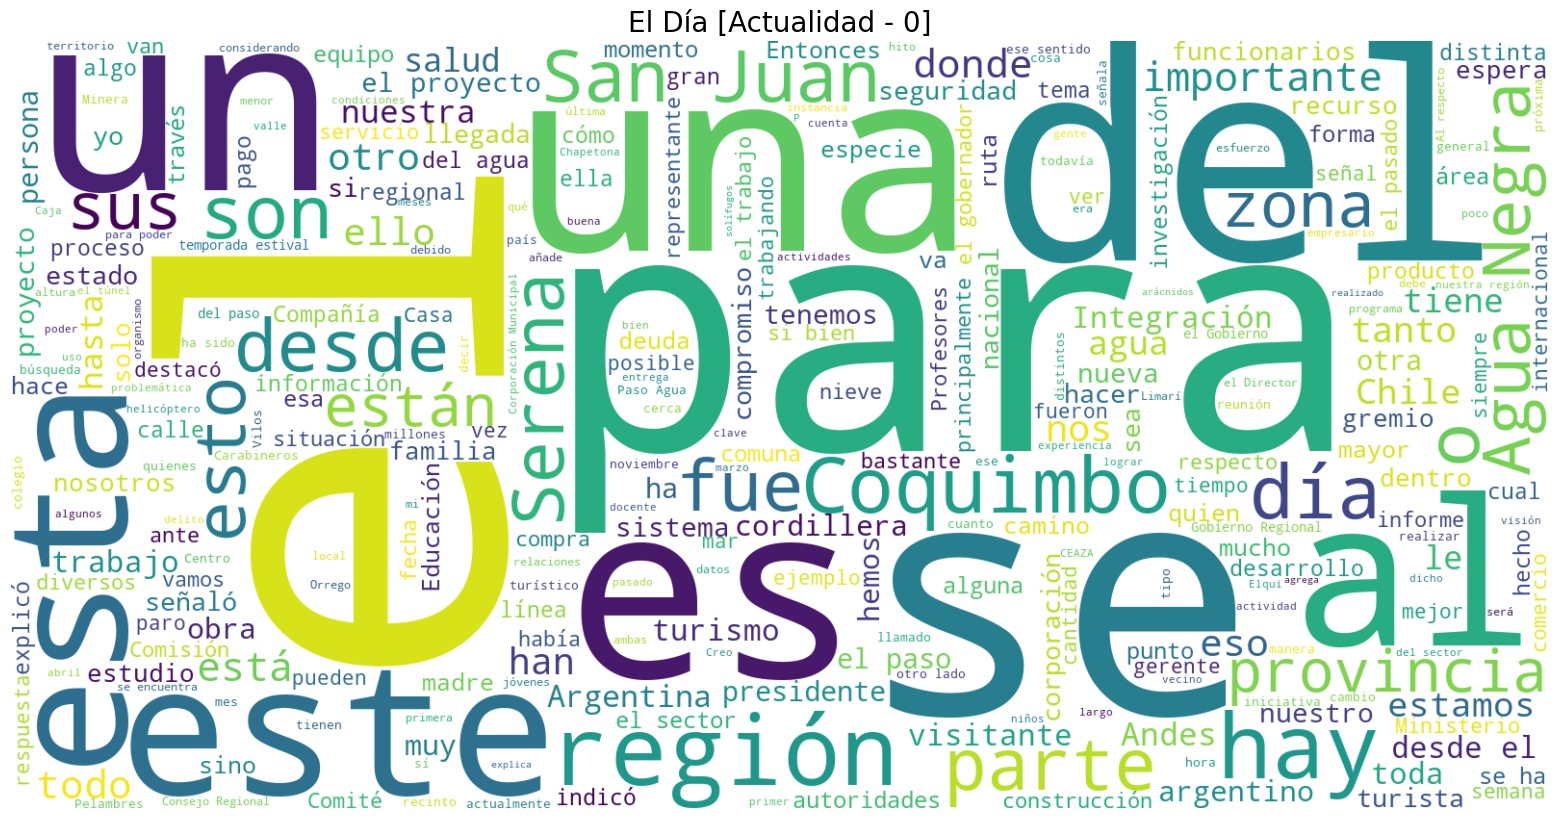 El Día [Actualidad - 0]
territorio van considerando equipo salud momento Entonces hito ese sentido funcionarios distinta
algo el proyecto San Juan gran donde cosa señala importante espera
persona Minera menor condiciones nuestra última representante instancia seguridad tema recurso Al respecto próxima
yo través un valle servicio llegada cómo una P cuenta gente investigación del forma general
pago otro del agua Chapetona especie ruta todavía esfuerzo señal el pasado área Negra
Caja sus son si regional ella el trabajo solífugos ver zona poco
para poder meses ello qué buena trabajando el gobernador era empresario
proceso temporada estival debido país añade actividades va internacional
proyecto estado altura el túnel hasta Compañía Casa Serena para compromiso principalmente nacional arácnidos producto debe nuestra región
poder solo organismo del paso desde decir Corporación Municipal bien tenemos Integración realizado tiene programa
búsqueda uso destacó ha sido deuda si bien agua el Gobierno tanto siempre Agua
hace problemática información posible entrega nieve Profesores distintos nueva el Director otra Chile
esta helicóptero esto esa están Paso Agua cerca hacer Limarí reunión gremio
calle Vilos situación millones vez clave fueron nos sea experiencia mayor o
colegio nosotros quienes Carabineros familia noviembre marzo comuna bastante ese lograr respecto dentro
algunos delito mi docente ha fue Coquimbo tiempo día cual
ante Centro fecha Educación compra sistema cordillera cuanto camino quien Gobierno Regional informe visión
trabajo local el relaciones mar hemos CEAZA mucho realizar hecho
diversos vamos Orrego turístico datos ejemplo desarrollo le al
señaló línea es pasado alguna se cantidad tipo Elqui agrega dicho comercio
explicó paro obra había ambas turismo llamado corporación actividad mejor será
Comisión Creo punto eso manera del sector
respuesta abril estudio está pueden han jóvenes el paso otro lado gerente vecino provincia
se encuentra mes tienen madre primera Argentina presidente niños largo iniciativa cambio estamos
este muy el sector visitante Andes nuestro Ministerio
sino sí explica región parte hora hay desde el
todo Comité recinto indicó primer autoridades construcción argentino toda se ha
Pelambres Consejo Regional actualmente turista semana